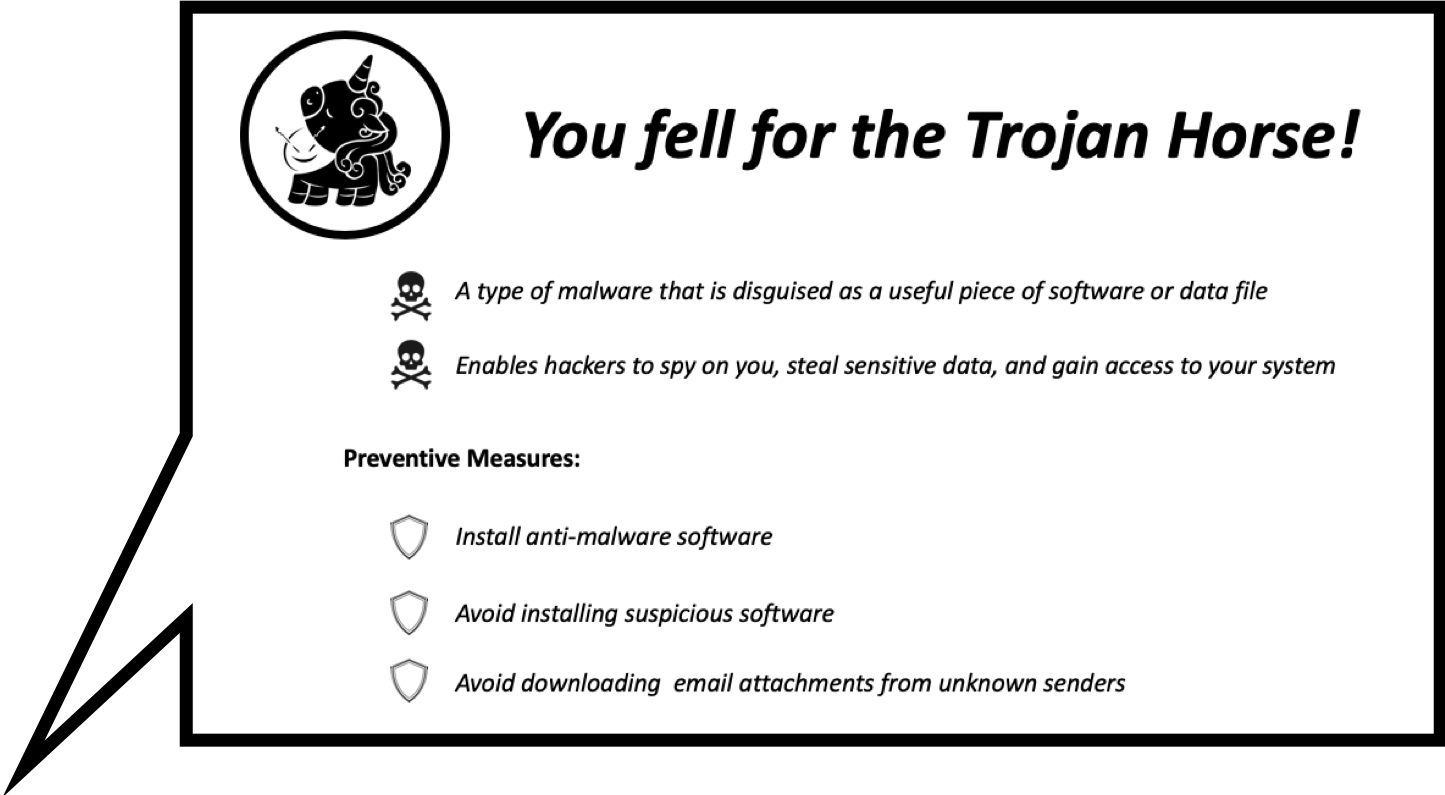 You fell for the Trojan Horse!
A type of malware that is disguised as a useful piece of software or data file
Enables hackers to spy on you, steal sensitive data, and gain access to your system
Preventive Measures:
Install anti-malware software
Avoid installing suspicious software
Avoid downloading  email attachments from unknown senders